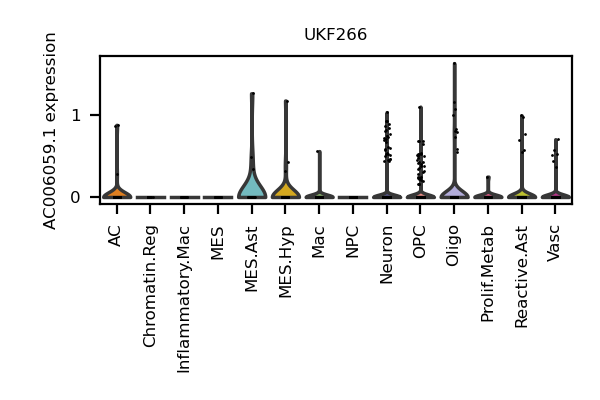 UKF266
AC006059.1 expression
1
0
AC
Chromatin.Reg
Inflammatory.Mac
MES
MES.Ast
MES.Hyp
Mac
NPC
Neuron
OPC
Oligo
Prolif.Metab
Reactive.Ast
Vasc